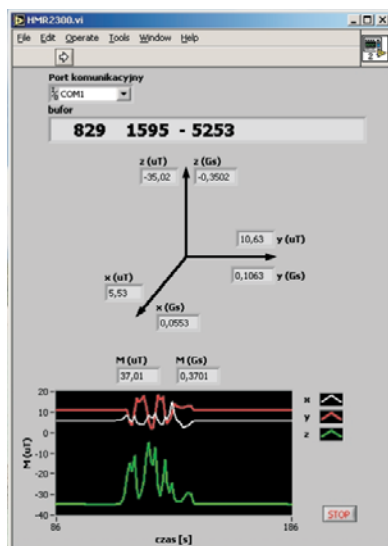 HMR2300.vi
File Edit Operate Tools Window Help
2
Port komunikacyjny
COM1
bufor
829 1595 - 5253
z (uT) z (Gs)
-35,02 -0,3502
10,63 y (uT)
x (uT)
5,53
0,1063 y (Gs)
x (Gs)
0,0553
M (uT) M (Gs)
37,01 0,3701
20
10
0
-10
-20
-30
-40
M (uT)
86 186
czas [s]
x
y
z
STOP